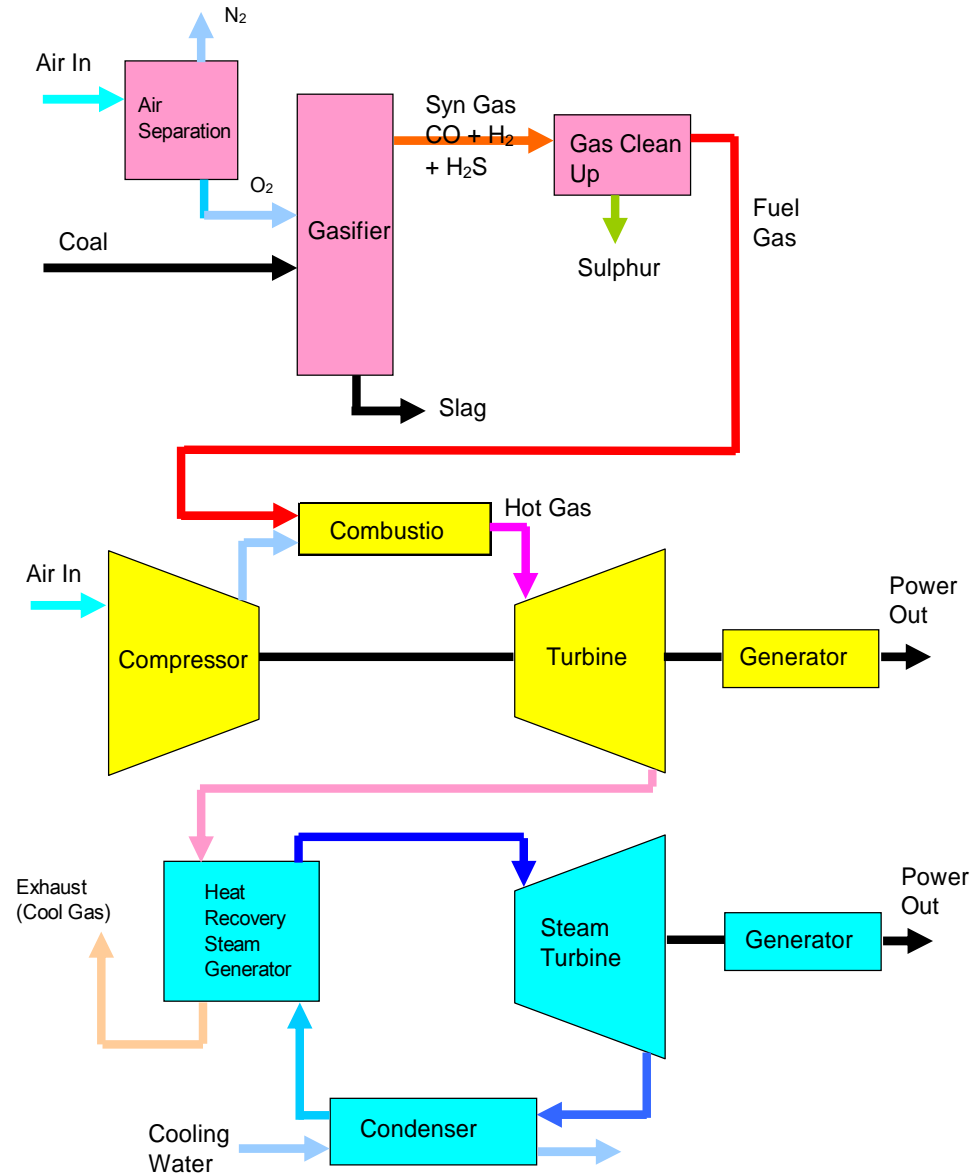 N₂
Air In
Air
Separation
O₂
Coal
Gasifier
Syn Gas
CO + H₂
+ H₂S
Gas Clean
Up
Sulphur
Fuel
Gas
Slag
Combustio
Hot Gas
Air In
Compressor
Turbine
Generator
Power
Out
Exhaust
(Cool Gas)
Heat
Recovery
Steam
Generator
Steam
Turbine
Generator
Power
Out
Cooling
Water
Condenser